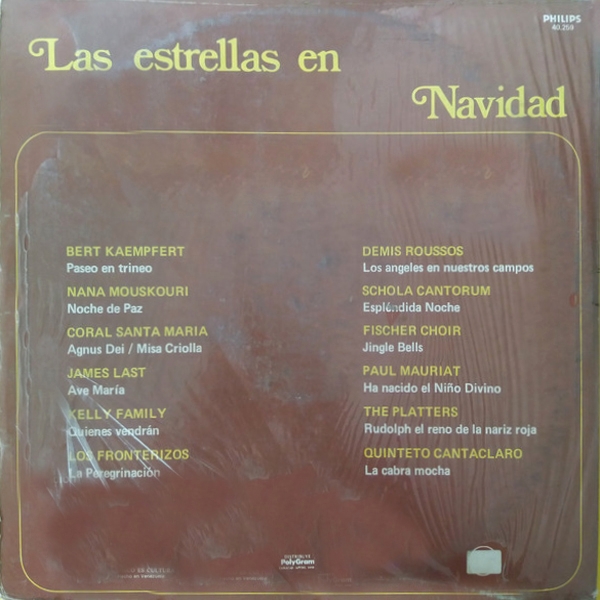 PHILIPS
40.259
Las estrellas en
Navidad
BERT KAEMPFERT
Paseo en trineo
NANA MOUSKOURI
Noche de Paz
CORAL SANTA MARIA
Agnus Dei / Misa Criolla
JAMES LAST
Ave María
KELLY FAMILY
Quienes vendrán
LOS FRONTERIZOS
La Peregrinación
DEMIS ROUSSOS
Los angeles en nuestros campos
SCHOLA CANTORUM
Espléndida Noche
FISCHER CHOIR
Jingle Bells
PAUL MAURIAT
Ha nacido el Niño Divino
THE PLATTERS
Rudolph el reno de la nariz roja
QUINTETO CANTACLARO
La cabra mocha
DISTRIBUYE
PolyGram